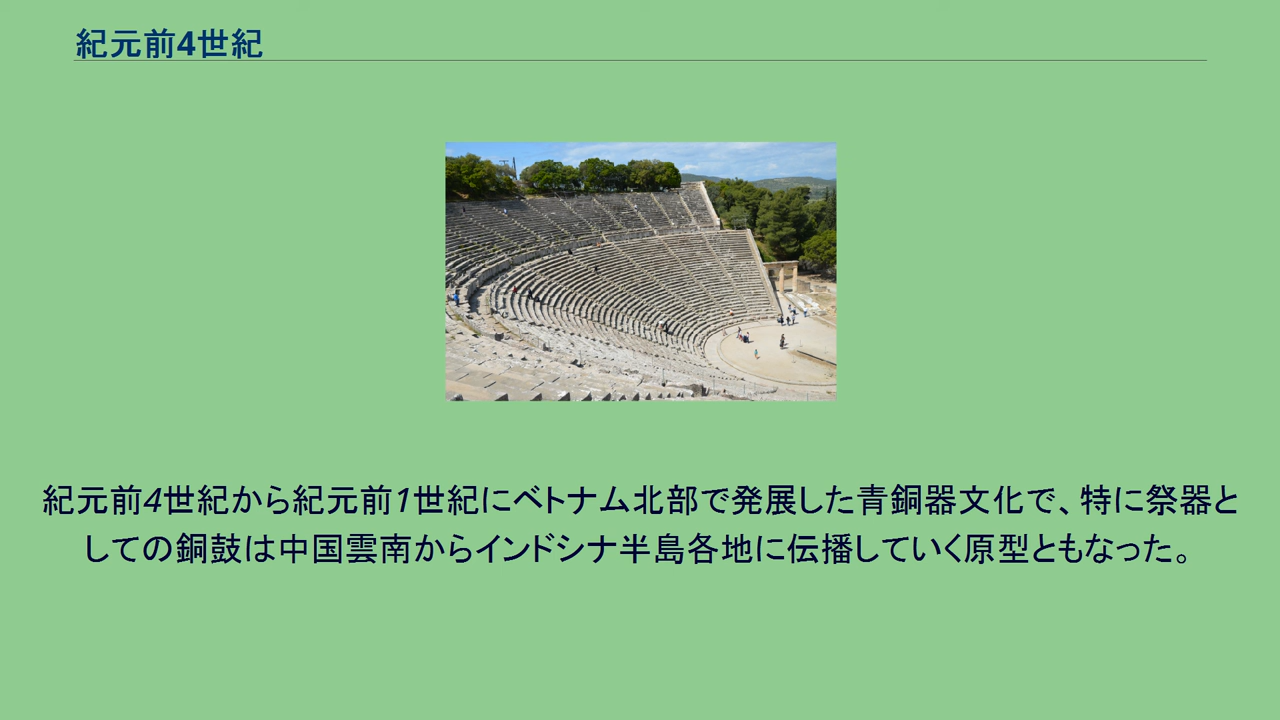 紀元前4世紀
紀元前4世紀から紀元前1世紀にベトナム北部で発展した青銅器文化で、特に祭器と
しての銅鼓は中国雲南からインドシナ半島各地に伝播していく原型ともなった。